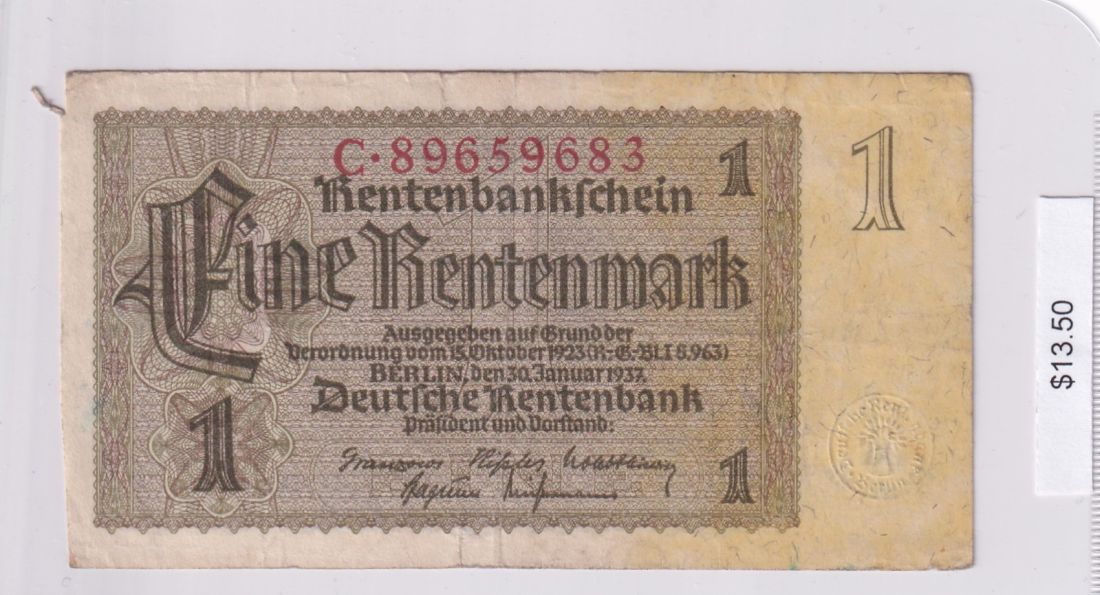 C·89659683
1
1
Rentenbankschein
Eine Rentenmark
Ausgegeben auf Grund der
Verordnung vom 15. Oktober 1923 (R.-G.-Bl. I S. 963)
BERLIN, den 30. Januar 1937.
Deutsche Rentenbank
Präsident und Vorstand:
1
1
Berlin
$13.50